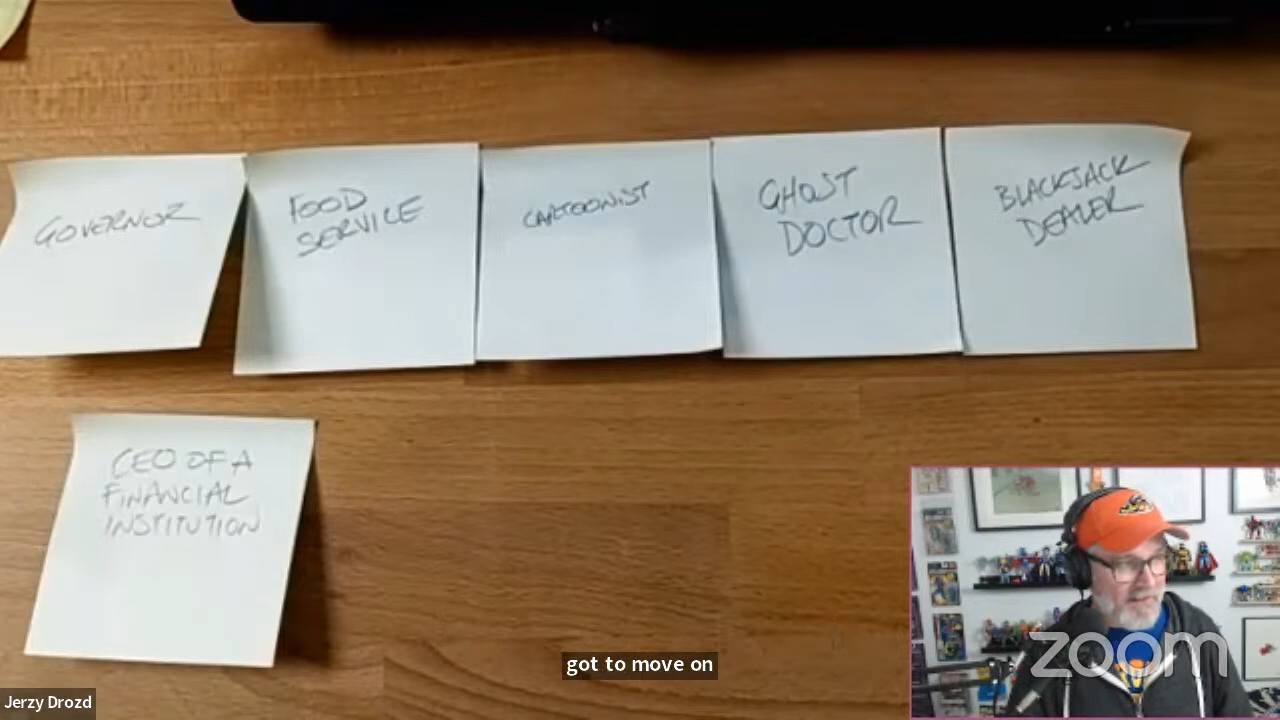 GOVERNOR
FOOD
SERVICE
CARTOONIST
GHOST
DOCTOR
BLACKJACK
DEALER
CEO OF A
FINANCIAL
INSTITUTION
got to move on
zoom
Jerzy Drozd